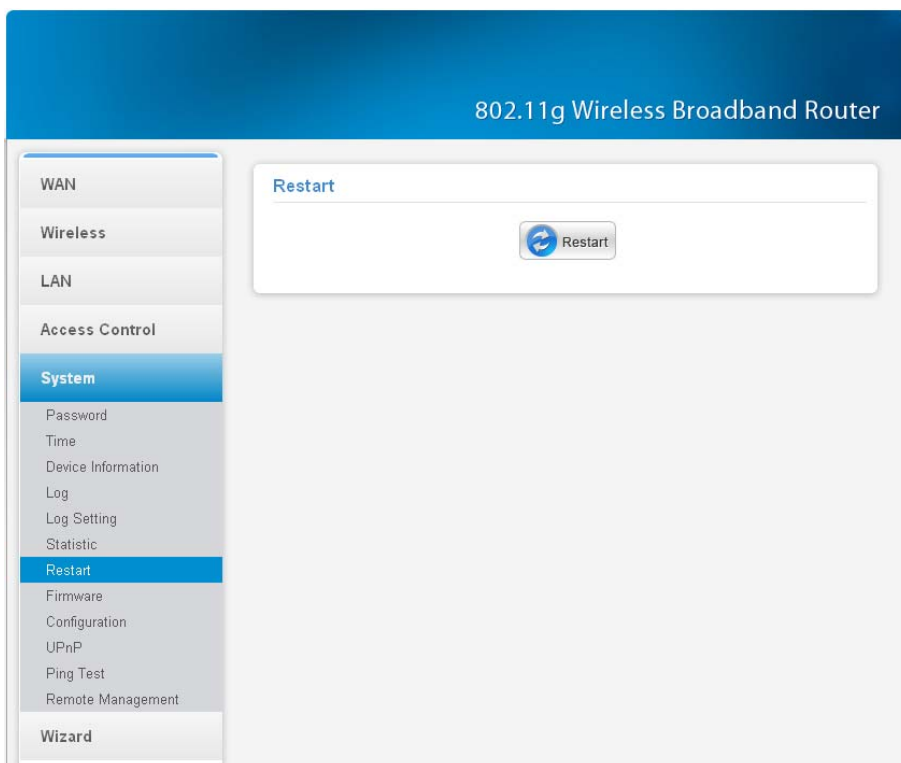 802.11g Wireless Broadband Router
WAN
Wireless
LAN
Access Control
System
Password
Time
Device Information
Log
Log Setting
Statistic
Restart
Firmware
Configuration
UPnP
Ping Test
Remote Management
Wizard
Restart
Restart